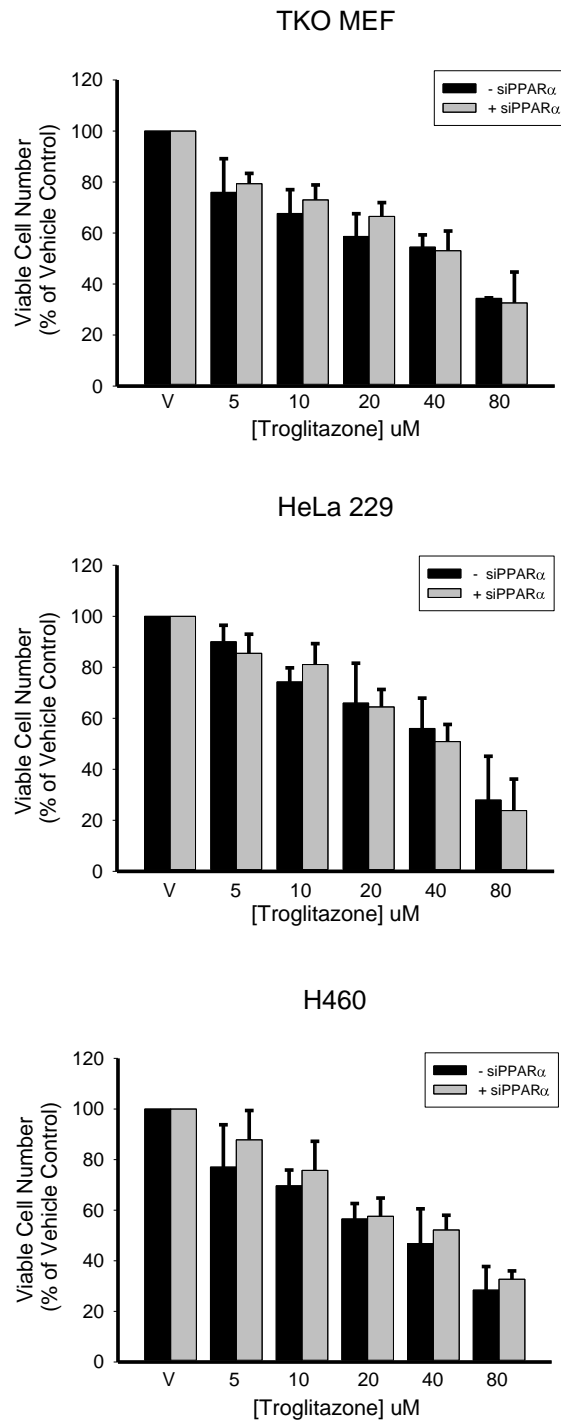 TKO MEF
120
100
80
60
40
20
0
Viable Cell Number
(% of Vehicle Control)
- siPPARα
+ siPPARα
V 5 10 20 40 80
[Troglitazone] uM
HeLa 229
120
100
80
60
40
20
0
Viable Cell Number
(% of Vehicle Control)
- siPPARα
+ siPPARα
V 5 10 20 40 80
[Troglitazone] uM
H460
120
100
80
60
40
20
0
Viable Cell Number
(% of Vehicle Control)
- siPPARα
+ siPPARα
V 5 10 20 40 80
[Troglitazone] uM